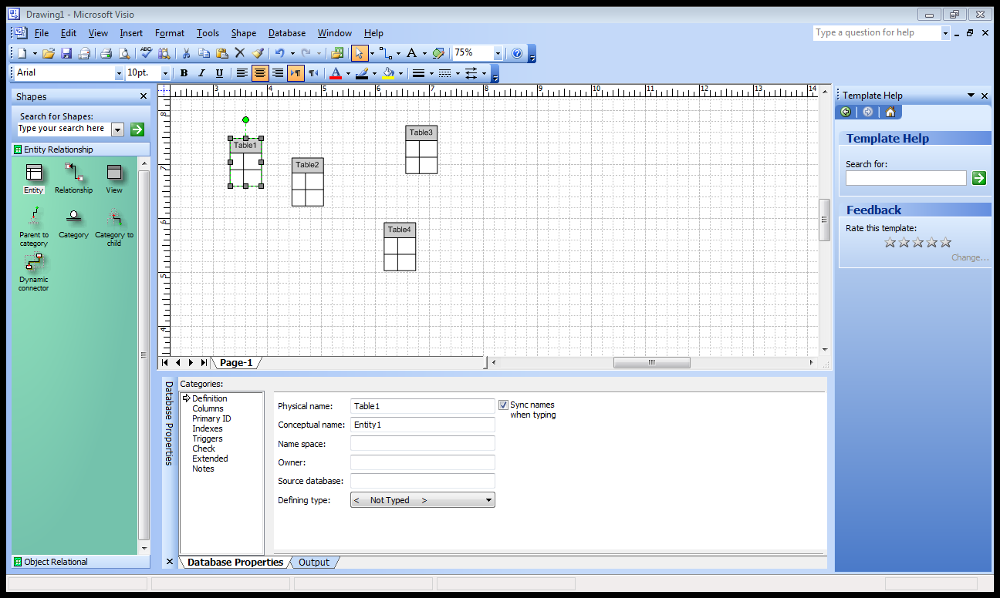 Drawing1 - Microsoft Visio
File Edit View Insert Format Tools Shape Database Window Help
Type a question for help
ABC
75%
Arial 10pt. B I U A
Shapes
Search for Shapes:
Type your search here
Entity Relationship
Entity Relationship View
Parent to category
Category
Category to child
Dynamic connector
Object Relational
3 4 5 6 7 8 9 10 11 12 13 14
8
7
6
5
4
Table1
Table2
Table3
Table4
Page-1
Template Help
Template Help
Search for:
Feedback
Rate this template:
Change...
Database Properties
Categories:
Definition
Columns
Primary ID
Indexes
Triggers
Check
Extended
Notes
Physical name: Table1
Sync names
when typing
Conceptual name: Entity1
Name space:
Owner:
Source database:
Defining type: < Not Typed >
Database Properties Output